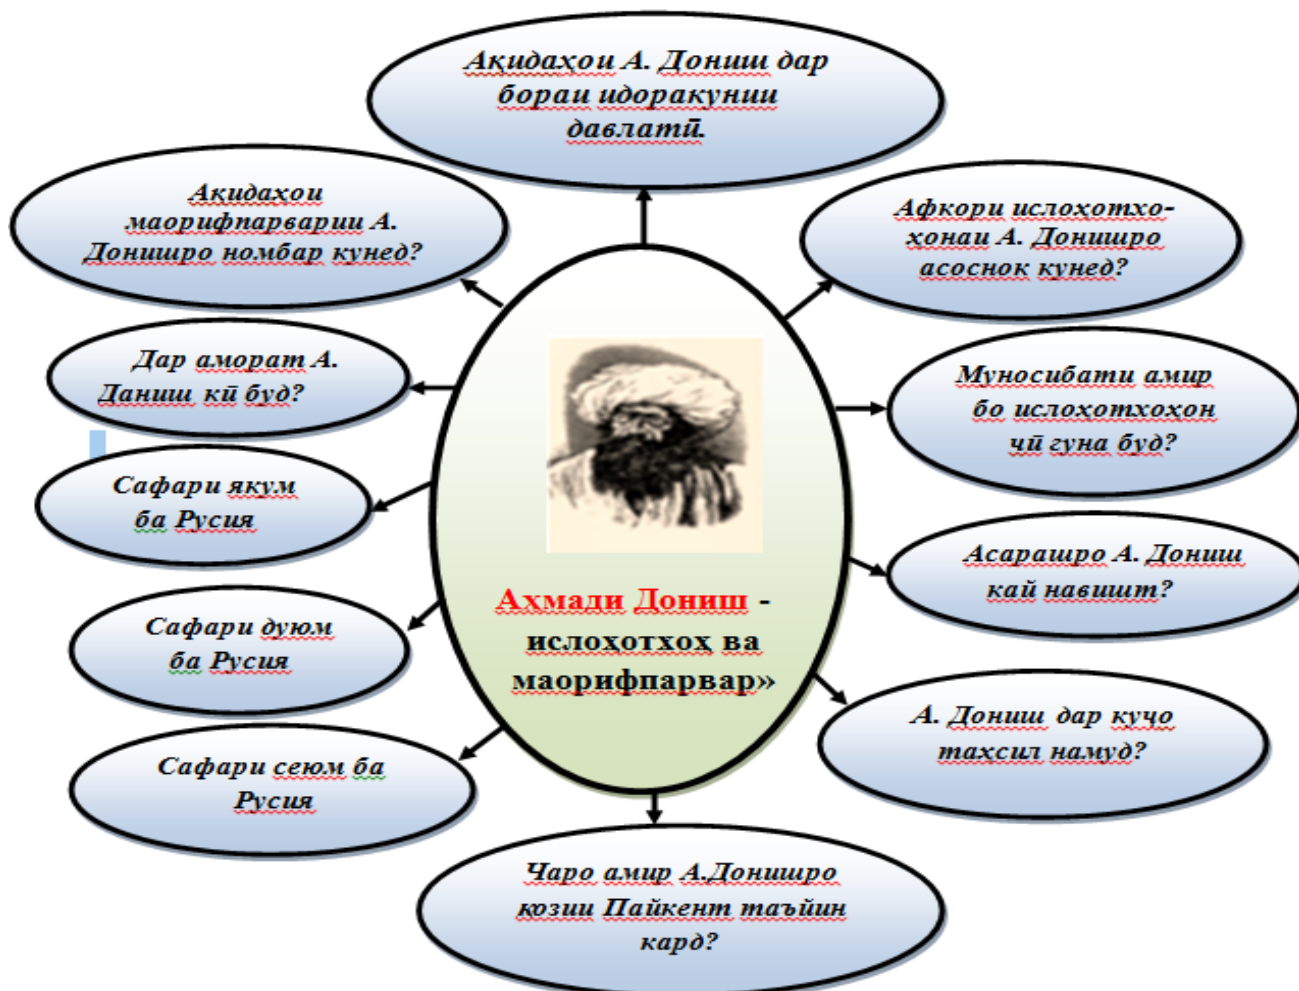 Ақидаҳои А. Дониш дар
бораи идоракунии
давлатӣ.
Ақидаҳои
маорифпарварии А.
Донишро номбар кунед?
Афкори ислоҳотхо-
ҳонаи А. Донишро
асоснок кунед?
Дар аморат А.
Даниш кӣ буд?
Муносибати амир
бо ислоҳотхоҳон
чӣ гуна буд?
Сафари якум
ба Русия
Асарашро А. Дониш
кай навишт?
Аҳмади Дониш -
ислоҳотхоҳ ва
маорифпарвар»
Сафари дуюм
ба Русия
А. Дониш дар куҷо
таҳсил намуд?
Сафари сеюм ба
Русия
Чаро амир А.Донишро
қозии Пайкент таъйин
кард?